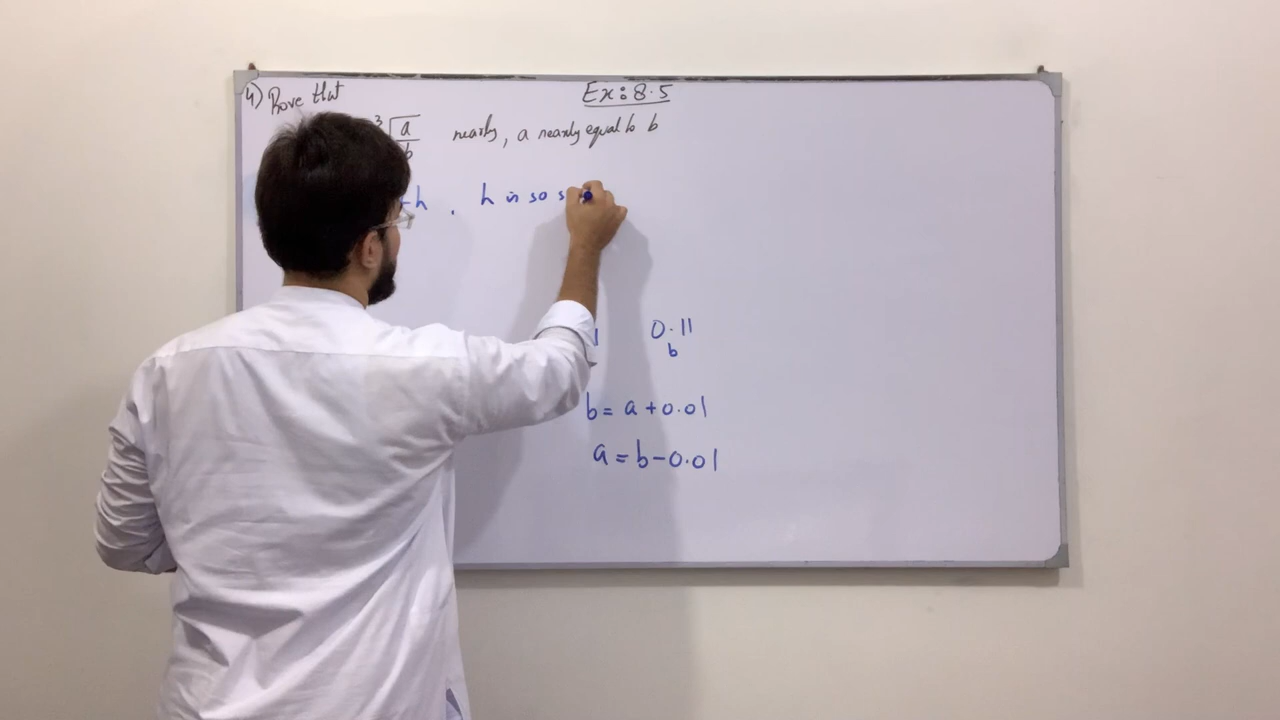 4) Prove that
Ex: 8.5
3√a/b nearly, a nearly equal to b
+h , h is so s
1 0.11
b
b = a + 0.01
a = b - 0.01